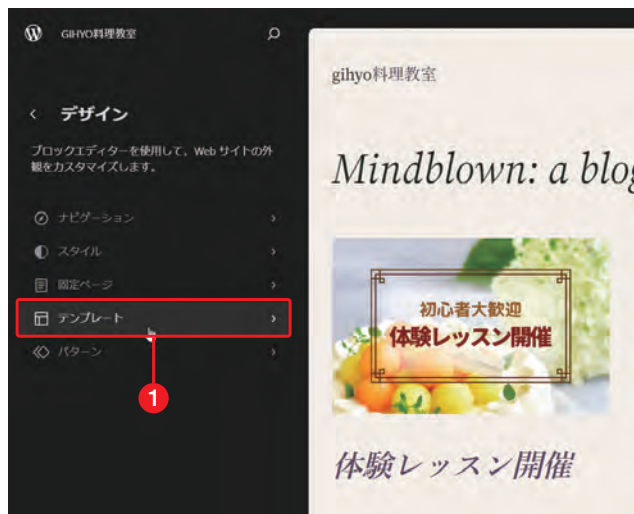 GIHYO料理教室
デザイン
ブロックエディターを使用して、Web サイトの外
観をカスタマイズします。
ナビゲーション
スタイル
固定ページ
テンプレート
パターン
1
gihyo料理教室
Mindblown: a blog
初心者大歓迎
体験レッスン開催
体験レッスン開催